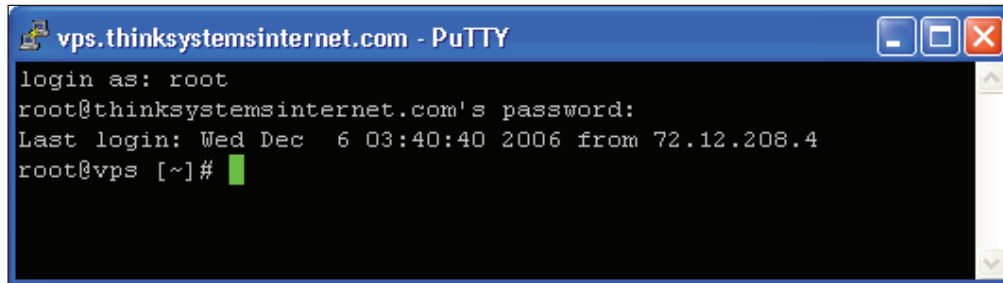 vps.thinksystemsinternet.com - PuTTY
login as: root
root@thinksystemsinternet.com's password:
Last login: Wed Dec  6 03:40:40 2006 from 72.12.208.4
root@vps [~]#